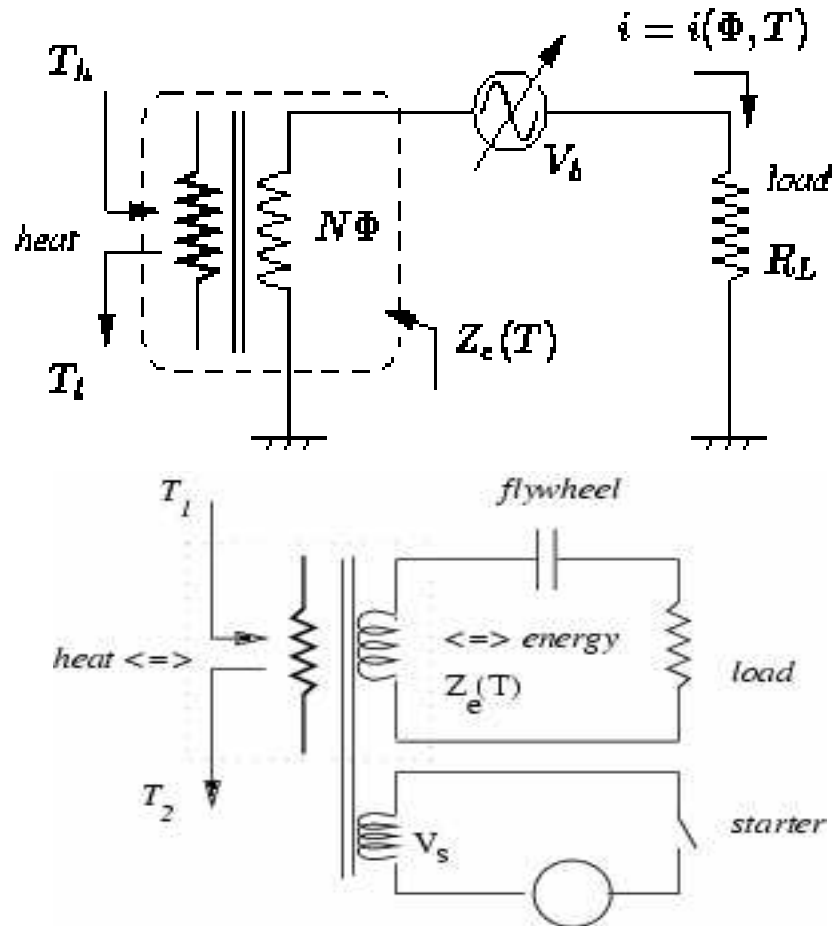 i = i(Φ, T)
T_h
V_b
load
heat
NΦ
R_L
Z_e(T)
T_l
T_1
flywheel
<=> energy
heat <=>
Z_e(T)
load
T_2
starter
V_s